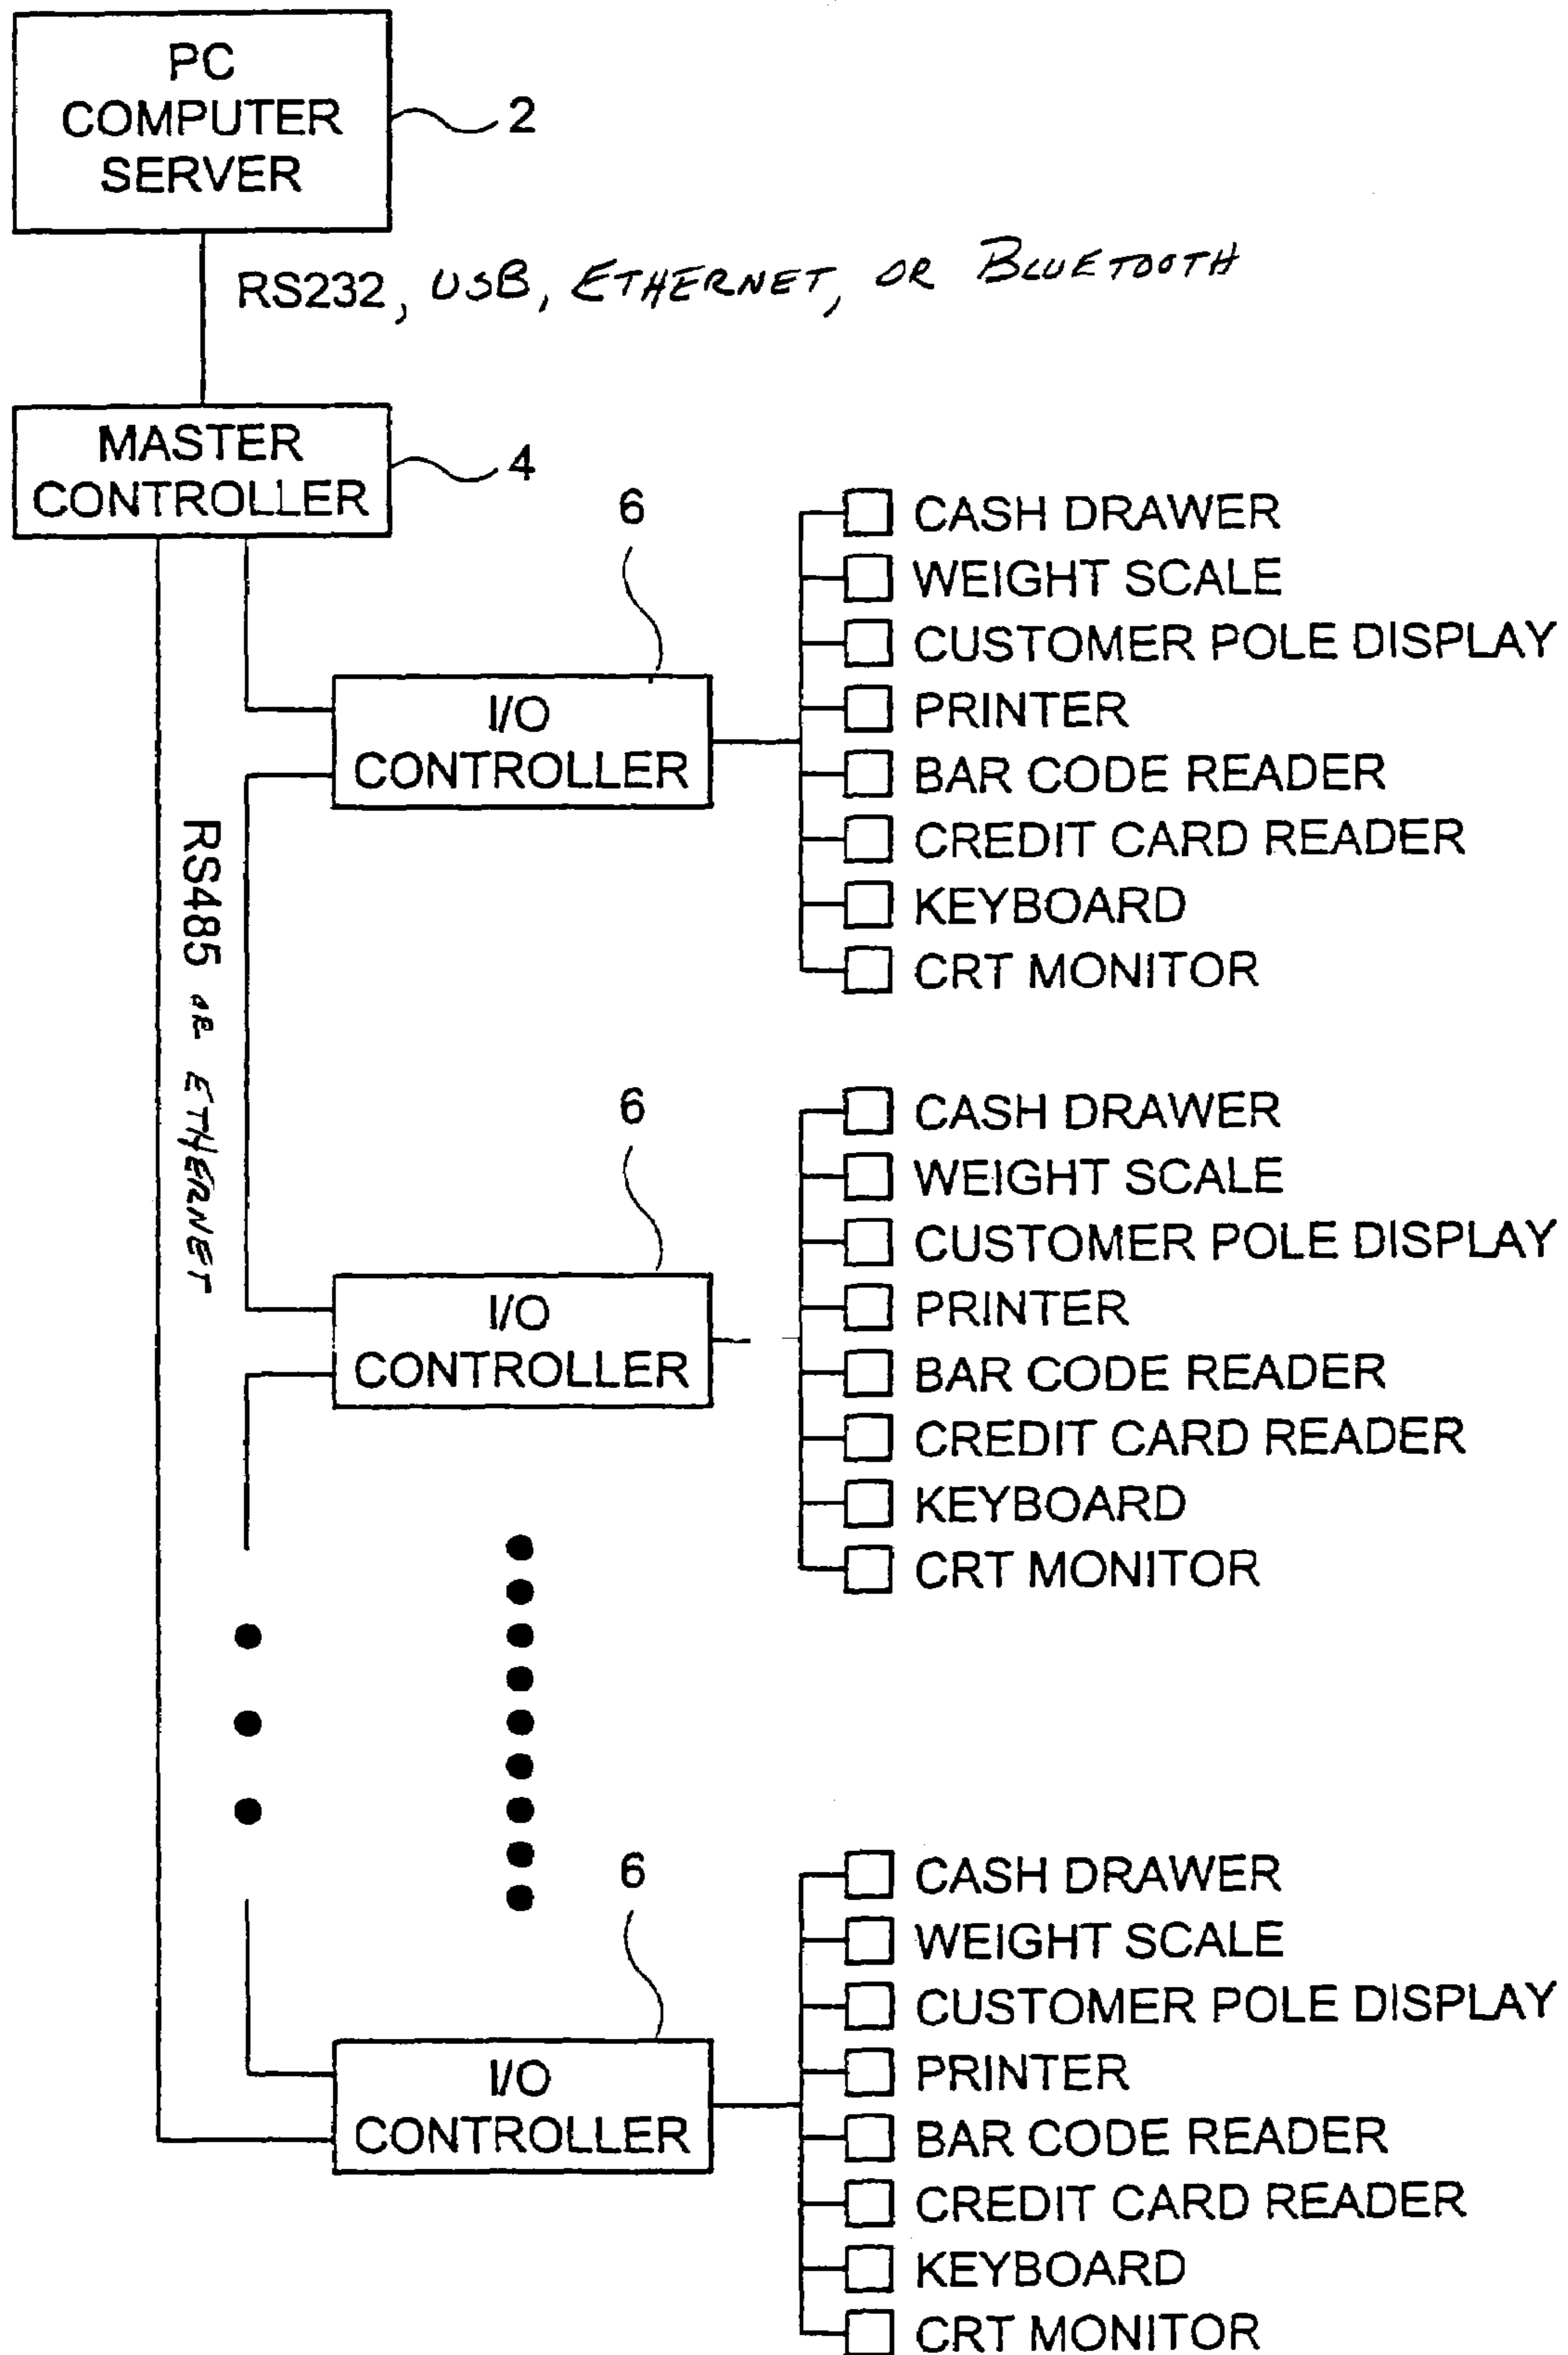 PC
COMPUTER
SERVER
2
RS232, USB, ETHERNET, OR BLUETOOTH
MASTER
CONTROLLER
4
6
I/O
CONTROLLER
CASH DRAWER
WEIGHT SCALE
CUSTOMER POLE DISPLAY
PRINTER
BAR CODE READER
CREDIT CARD READER
KEYBOARD
CRT MONITOR
RS485 OR ETHERNET
6
I/O
CONTROLLER
CASH DRAWER
WEIGHT SCALE
CUSTOMER POLE DISPLAY
PRINTER
BAR CODE READER
CREDIT CARD READER
KEYBOARD
CRT MONITOR
6
I/O
CONTROLLER
CASH DRAWER
WEIGHT SCALE
CUSTOMER POLE DISPLAY
PRINTER
BAR CODE READER
CREDIT CARD READER
KEYBOARD
CRT MONITOR